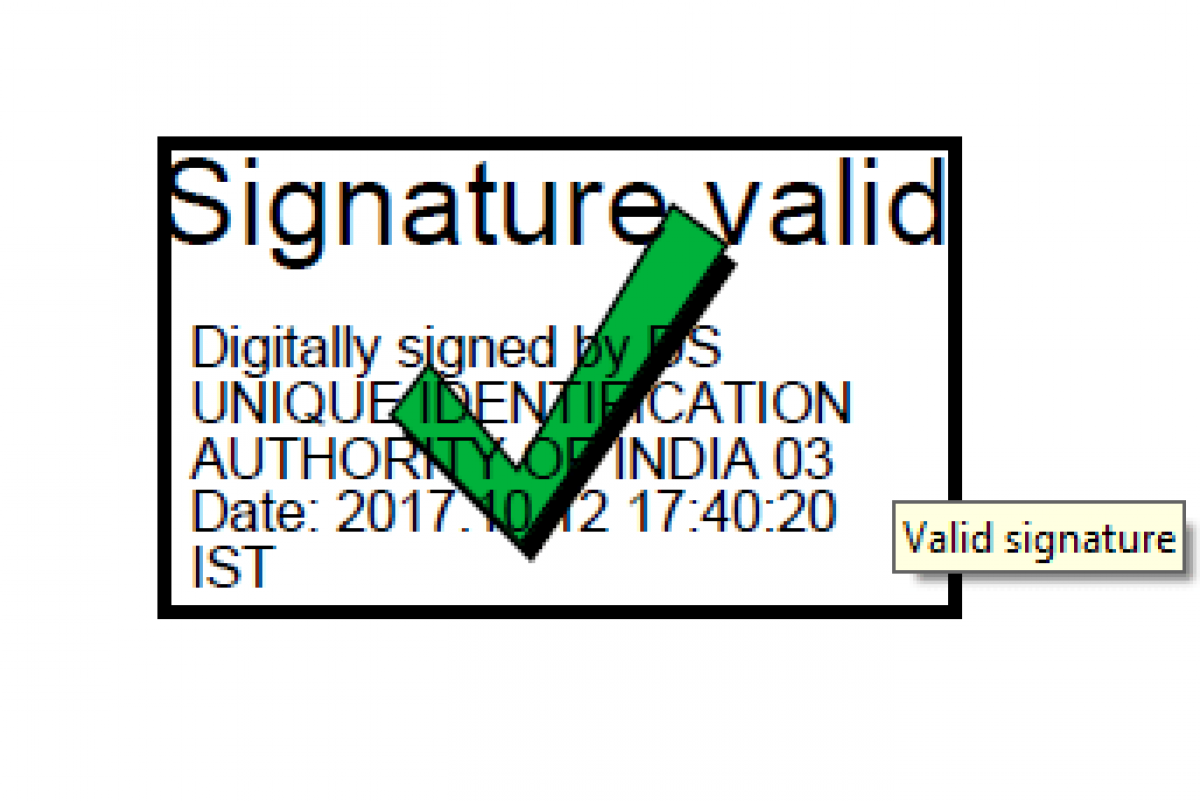 Signature valid
Digitally signed by DS
UNIQUE IDENTIFICATION
AUTHORITY OF INDIA 03
Date: 2017.10.12 17:40:20
IST
Valid signature